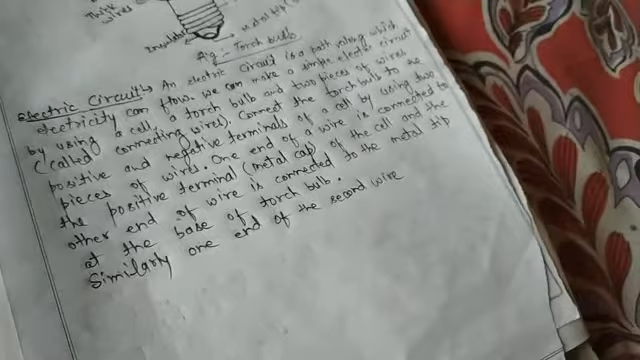 Thick wires
Insulator
Fig:- Torch bulb
Electric Circuit:- An electric circuit is a path along which
electricity can flow. We can make a simple electric circuit
by using a cell, a torch bulb and two pieces of wires
(called connecting wires). Connect the torch bulb to the
positive and negative terminals of a cell by using two
pieces of wires. One end of a wire is connected to
the positive terminal (metal cap) of the cell and the
other end of wire is connected to the metal tip
at the base of torch bulb.
Similarly one end of the second wire